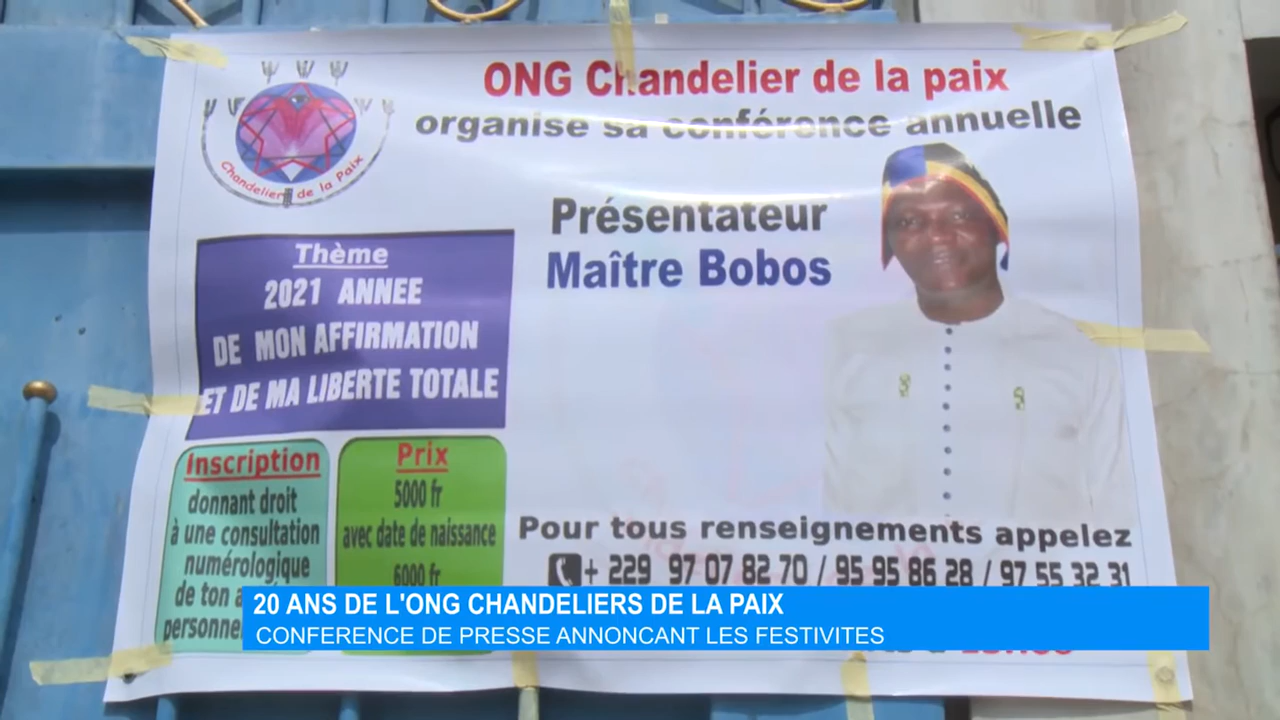 Chandelier de la Paix
ONG Chandelier de la paix
organise sa conférence annuelle
Présentateur
Maître Bobos
Thème
2021 ANNEE
DE MON AFFIRMATION
ET DE MA LIBERTE TOTALE
Inscription
donnant droit
à une consultation
numérologique
de ton
Prix
5000 fr
avec date de naissance
6000 fr
Pour tous renseignements appelez
+ 229 97 07 82 70 / 95 95 86 28 / 97 55 32 31
20 ANS DE L'ONG CHANDELIERS DE LA PAIX
CONFERENCE DE PRESSE ANNONCANT LES FESTIVITES